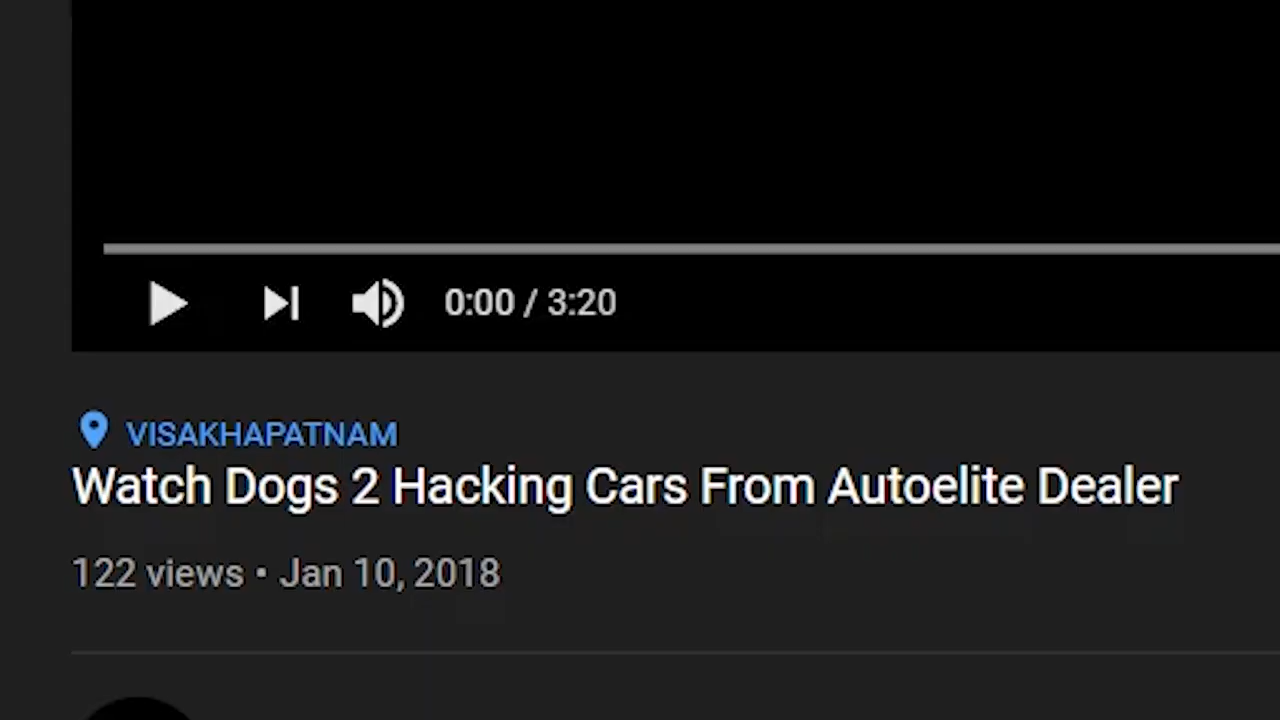 0:00 / 3:20
VISAKHAPATNAM
Watch Dogs 2 Hacking Cars From Autoelite Dealer
122 views • Jan 10, 2018